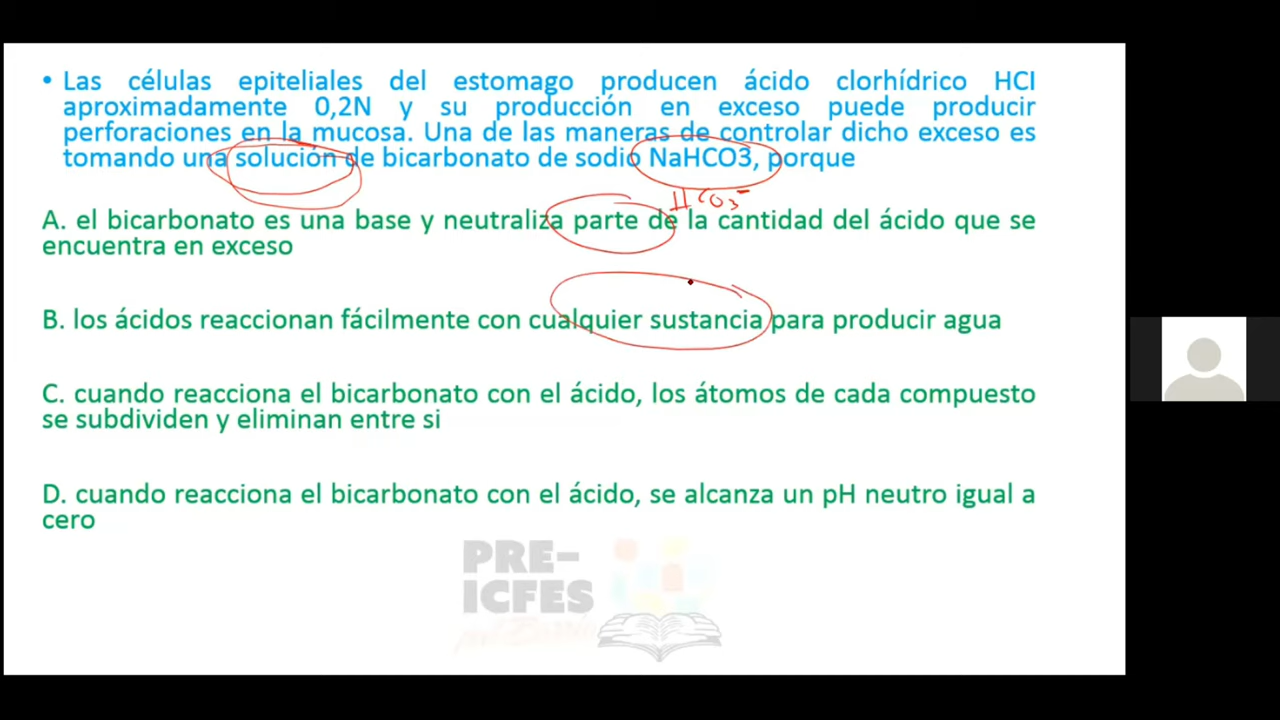 • Las células epiteliales del estomago producen ácido clorhídrico HCl
aproximadamente 0,2N y su producción en exceso puede producir
perforaciones en la mucosa. Una de las maneras de controlar dicho exceso es
tomando una solución de bicarbonato de sodio NaHCO3, porque
HCO3-
A. el bicarbonato es una base y neutraliza parte de la cantidad del ácido que se
encuentra en exceso
B. los ácidos reaccionan fácilmente con cualquier sustancia para producir agua
C. cuando reacciona el bicarbonato con el ácido, los átomos de cada compuesto
se subdividen y eliminan entre si
D. cuando reacciona el bicarbonato con el ácido, se alcanza un pH neutro igual a
cero
PRE-
ICFES